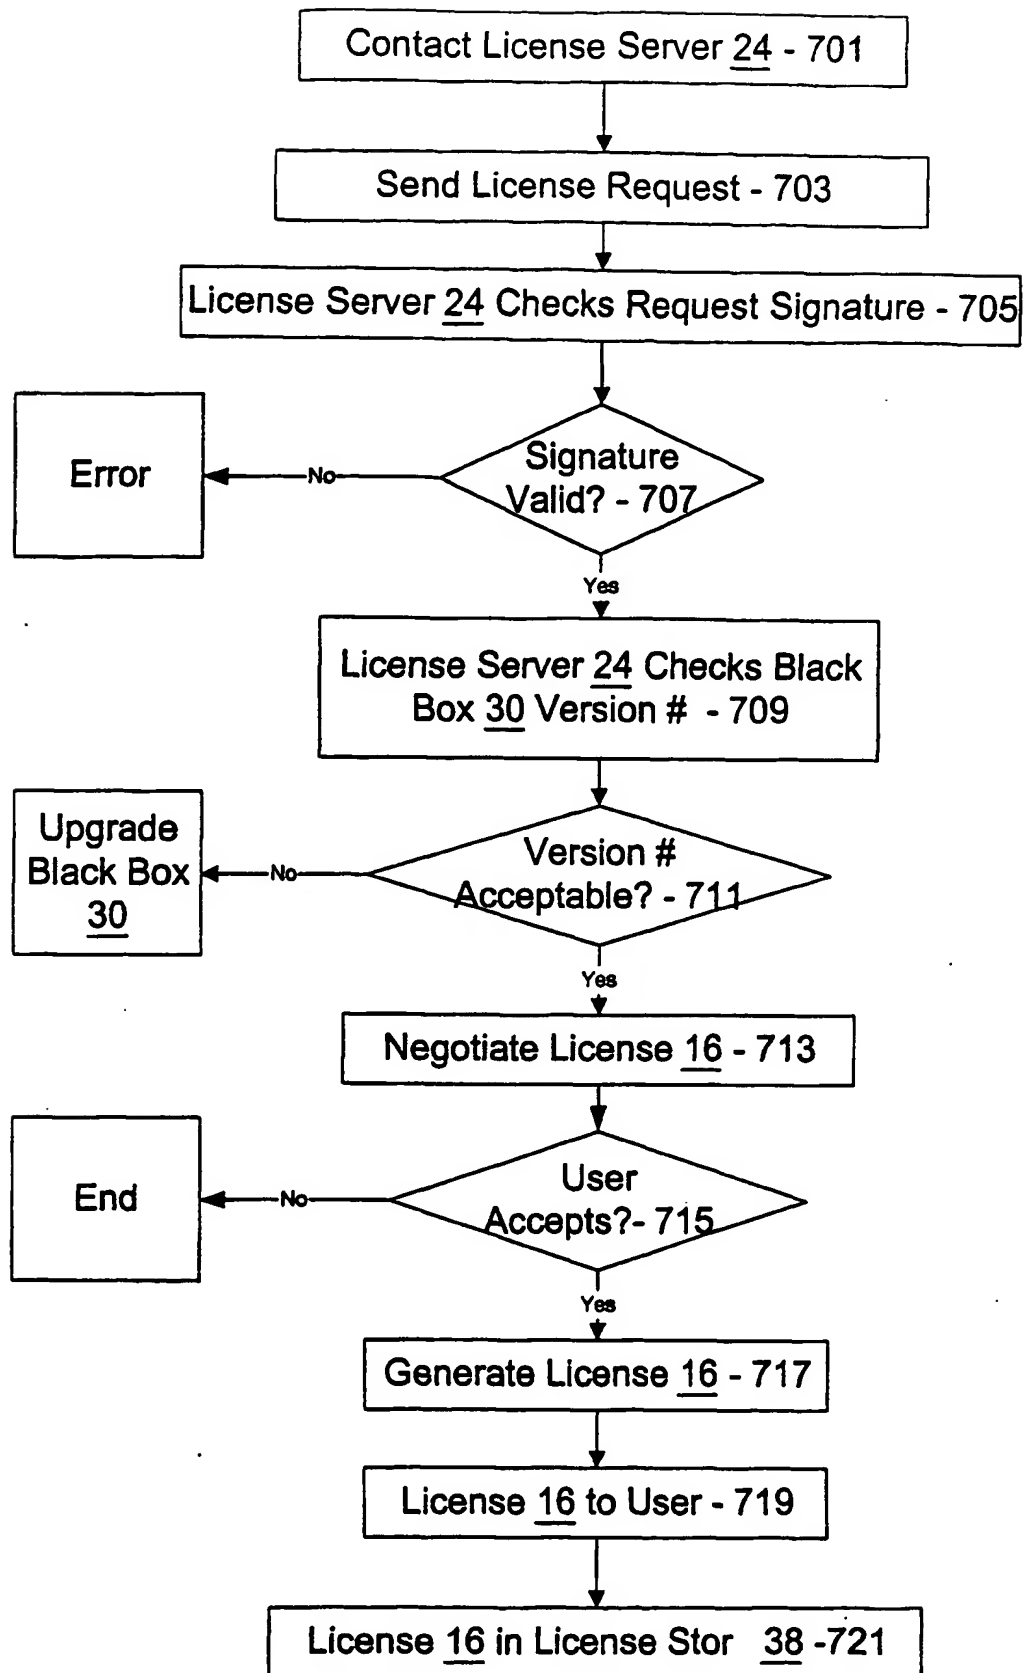 Contact License Server 24 - 701
Send License Request - 703
License Server 24 Checks Request Signature - 705
Signature
Valid? - 707
No
Error
Yes
License Server 24 Checks Black
Box 30 Version # - 709
Version #
Acceptable? - 711
No
Upgrade
Black Box
30
Yes
Negotiate License 16 - 713
User
Accepts?- 715
No
End
Yes
Generate License 16 - 717
License 16 to User - 719
License 16 in License Stor 38 -721